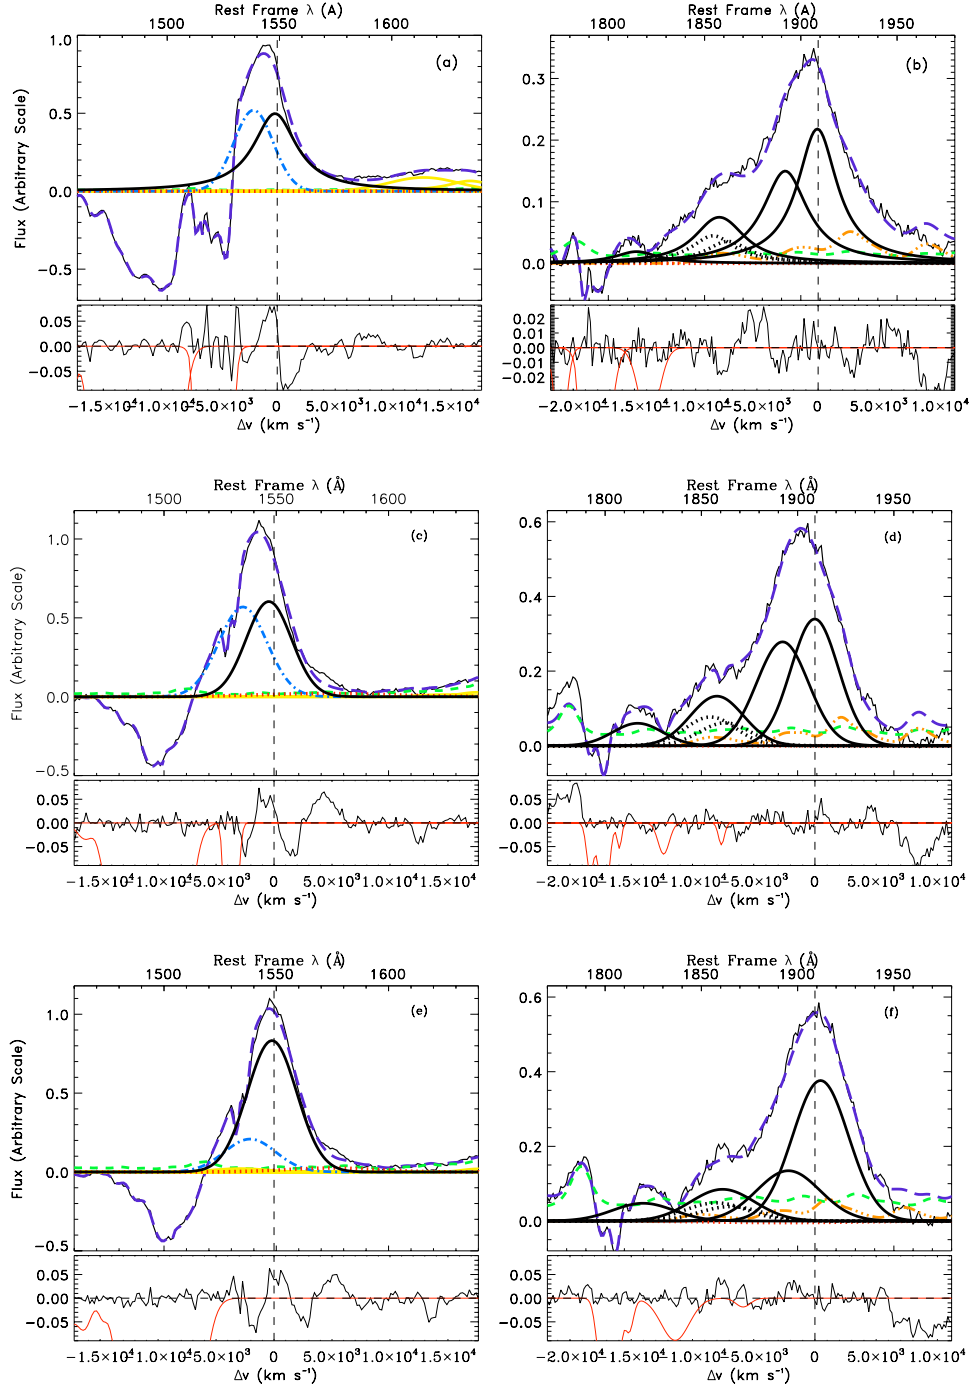 Rest Frame λ (A) Rest Frame λ (A)
1500 1550 1600 1800 1850 1900 1950
1.0 (a) 0.3 (b)
0.5 0.2
0.0 0.1
−0.5 0.0
Flux (Arbitrary Scale)
0.05 0.02
0.00 0.01
−0.05 0.00
−0.01
−0.02
−1.5×10⁴ −1.0×10⁴ −5.0×10³ 0 5.0×10³ 1.0×10⁴ 1.5×10⁴ −2.0×10⁴ −1.5×10⁴ −1.0×10⁴ −5.0×10³ 0 5.0×10³ 1.0×10⁴
Δv (km s⁻¹) Δv (km s⁻¹)
Rest Frame λ (Å) Rest Frame λ (Å)
1500 1550 1600 1800 1850 1900 1950
1.0 (c) 0.6 (d)
0.5 0.4
0.0 0.2
−0.5 0.0
Flux (Arbitrary Scale)
0.05 0.05
0.00 0.00
−0.05 −0.05
−1.5×10⁴ −1.0×10⁴ −5.0×10³ 0 5.0×10³ 1.0×10⁴ 1.5×10⁴ −2.0×10⁴ −1.5×10⁴ −1.0×10⁴ −5.0×10³ 0 5.0×10³ 1.0×10⁴
Δv (km s⁻¹) Δv (km s⁻¹)
Rest Frame λ (Å) Rest Frame λ (Å)
1500 1550 1600 1800 1850 1900 1950
1.0 (e) 0.6 (f)
0.5 0.4
0.0 0.2
−0.5 0.0
Flux (Arbitrary Scale)
0.05 0.05
0.00 0.00
−0.05 −0.05
−1.5×10⁴ −1.0×10⁴ −5.0×10³ 0 5.0×10³ 1.0×10⁴ 1.5×10⁴ −2.0×10⁴ −1.5×10⁴ −1.0×10⁴ −5.0×10³ 0 5.0×10³ 1.0×10⁴
Δv (km s⁻¹) Δv (km s⁻¹)